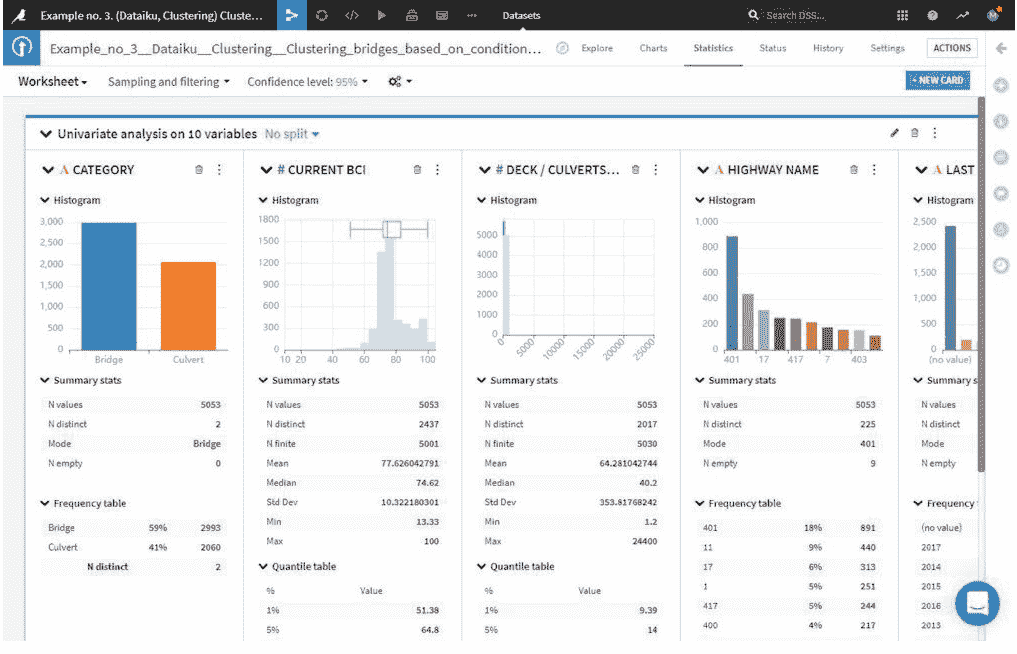 Example no. 3. (Dataiku, Clustering) Cluste...
Datasets
Search DSS...
Example_no_3__Dataiku__Clustering__Clustering_bridges_based_on_condition...
Explore
Charts
Statistics
Status
History
Settings
ACTIONS
Worksheet
Sampling and filtering
Confidence level: 95%
+ NEW CARD
Univariate analysis on 10 variables No split
A CATEGORY
Histogram
3,000
2,500
2,000
1,500
1,000
500
0
Bridge
Culvert
Summary stats
N values 5053
N distinct 2
Mode Bridge
N empty 0
Frequency table
Bridge 59% 2993
Culvert 41% 2060
N distinct 2
# CURRENT BCI
Histogram
1800
1500
1200
900
600
300
0
10 20 40 60 80 100
Summary stats
N values 5053
N distinct 2437
N finite 5001
Mean 77.626042791
Median 74.62
Std Dev 10.322180301
Min 13.33
Max 100
Quantile table
% Value
1% 51.38
5% 64.8
# DECK / CULVERTS...
Histogram
5000
4000
3000
2000
1000
0
0 5000 10000 15000 20000 25000
Summary stats
N values 5053
N distinct 2017
N finite 5030
Mean 64.281042744
Median 40.2
Std Dev 353.81768242
Min 1.2
Max 24400
Quantile table
% Value
1% 9.39
5% 14
A HIGHWAY NAME
Histogram
1,000
800
600
400
200
0
401 17 417 7 403
Summary stats
N values 5053
N distinct 225
Mode 401
N empty 9
Frequency table
401 18% 891
11 9% 440
17 6% 313
1 5% 251
417 5% 244
400 4% 217
A LAST
Histogram
2,500
2,000
1,500
1,000
500
0
(no value)
Summary s
N values
N distinct
Mode
N empty
Frequency
(no value)
2017
2014
2015
2016
2013